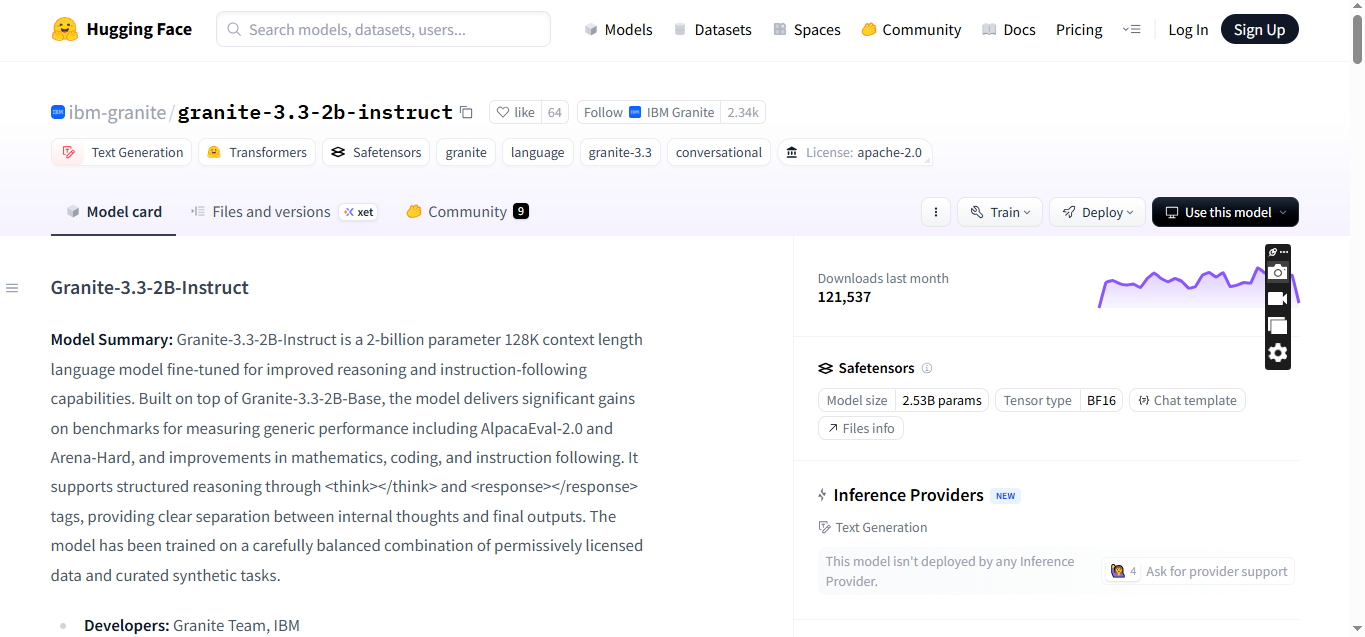 Hugging Face
Search models, datasets, users...
Models
Datasets
Spaces
Community
Docs
Pricing
Log In
Sign Up
IBM ibm-granite/granite-3.3-2b-instruct
like 64
Follow IBM Granite 2.34k
Text Generation
Transformers
Safetensors
granite
language
granite-3.3
conversational
License: apache-2.0
Model card
Files and versions xet
Community 9
Train
Deploy
Use this model
Granite-3.3-2B-Instruct
Model Summary: Granite-3.3-2B-Instruct is a 2-billion parameter 128K context length
language model fine-tuned for improved reasoning and instruction-following
capabilities. Built on top of Granite-3.3-2B-Base, the model delivers significant gains
on benchmarks for measuring generic performance including AlpacaEval-2.0 and
Arena-Hard, and improvements in mathematics, coding, and instruction following. It
supports structured reasoning through <think></think> and <response></response>
tags, providing clear separation between internal thoughts and final outputs. The
model has been trained on a carefully balanced combination of permissively licensed
data and curated synthetic tasks.
Developers: Granite Team, IBM
Downloads last month
121,537
Safetensors
Model size 2.53B params
Tensor type BF16
Chat template
Files info
Inference Providers NEW
Text Generation
This model isn't deployed by any Inference
Provider.
4 Ask for provider support